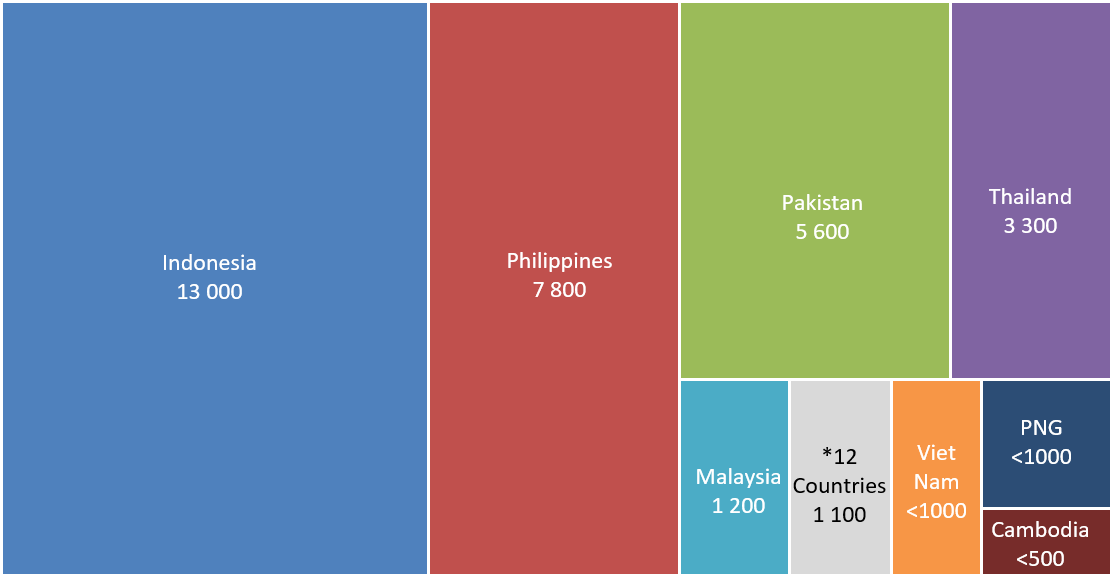 Indonesia
13 000
Philippines
7 800
Pakistan
5 600
Thailand
3 300
Malaysia
1 200
*12
Countries
1 100
Viet
Nam
<1000
PNG
<1000
Cambodia
<500